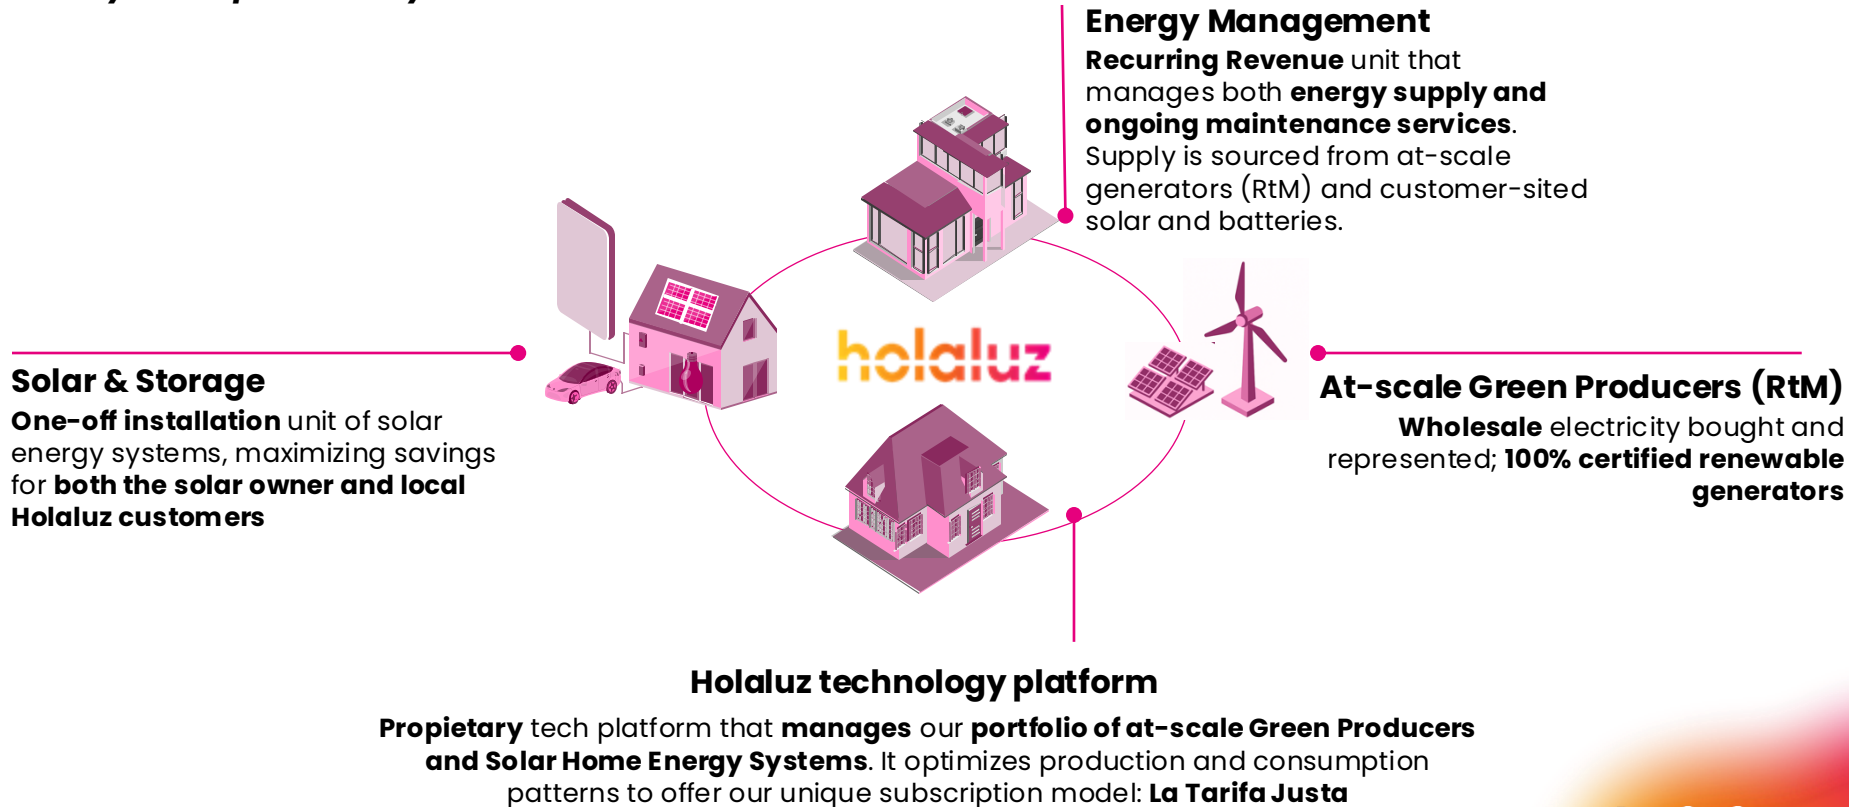 Energy Management
Recurring Revenue unit that
manages both energy supply and
ongoing maintenance services.
Supply is sourced from at-scale
generators (RtM) and customer-sited
solar and batteries.
holaluz
Solar & Storage
One-off installation unit of solar
energy systems, maximizing savings
for both the solar owner and local
Holaluz customers
At-scale Green Producers (RtM)
Wholesale electricity bought and
represented; 100% certified renewable
generators
Holaluz technology platform
Propietary tech platform that manages our portfolio of at-scale Green Producers
and Solar Home Energy Systems. It optimizes production and consumption
patterns to offer our unique subscription model: La Tarifa Justa